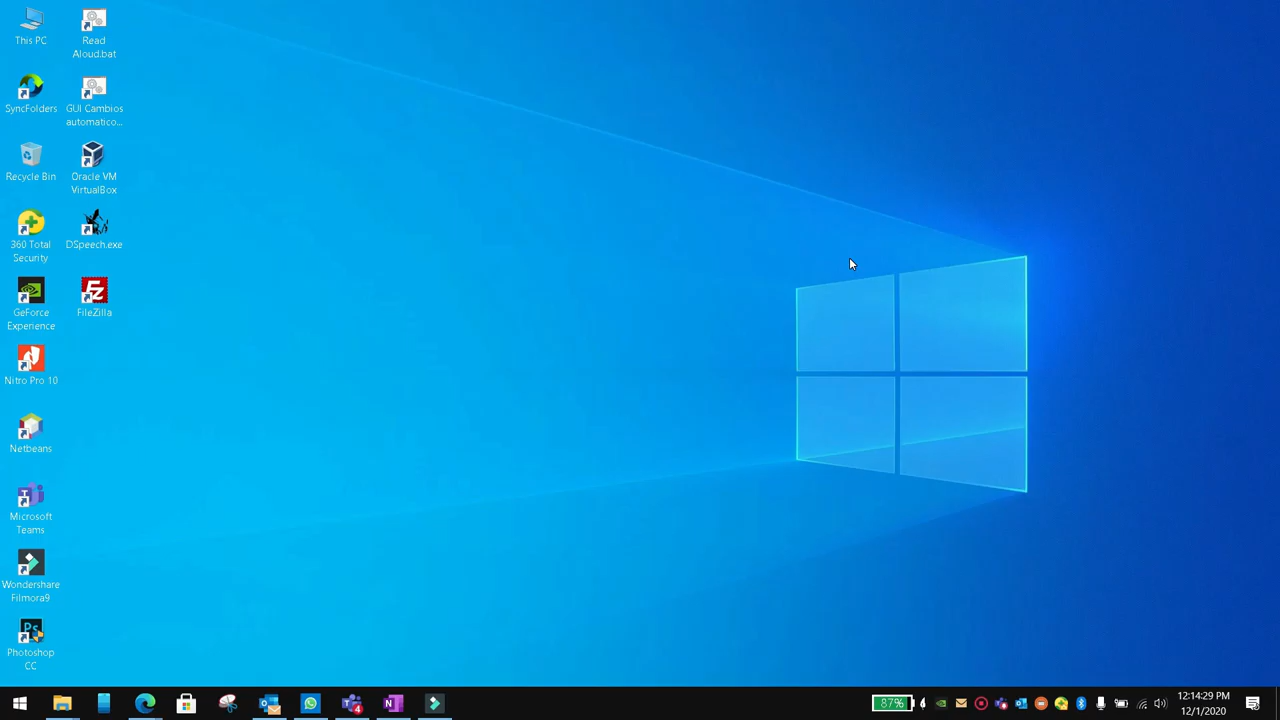 This PC
Read
Aloud.bat
SyncFolders
GUI Cambios
automatico...
Recycle Bin
Oracle VM
VirtualBox
360 Total
Security
DSpeech.exe
GeForce
Experience
FileZilla
Nitro Pro 10
Netbeans
Microsoft
Teams
Wondershare
Filmora9
Ps
Photoshop
CC
4
87%
12:14:29 PM
12/1/2020